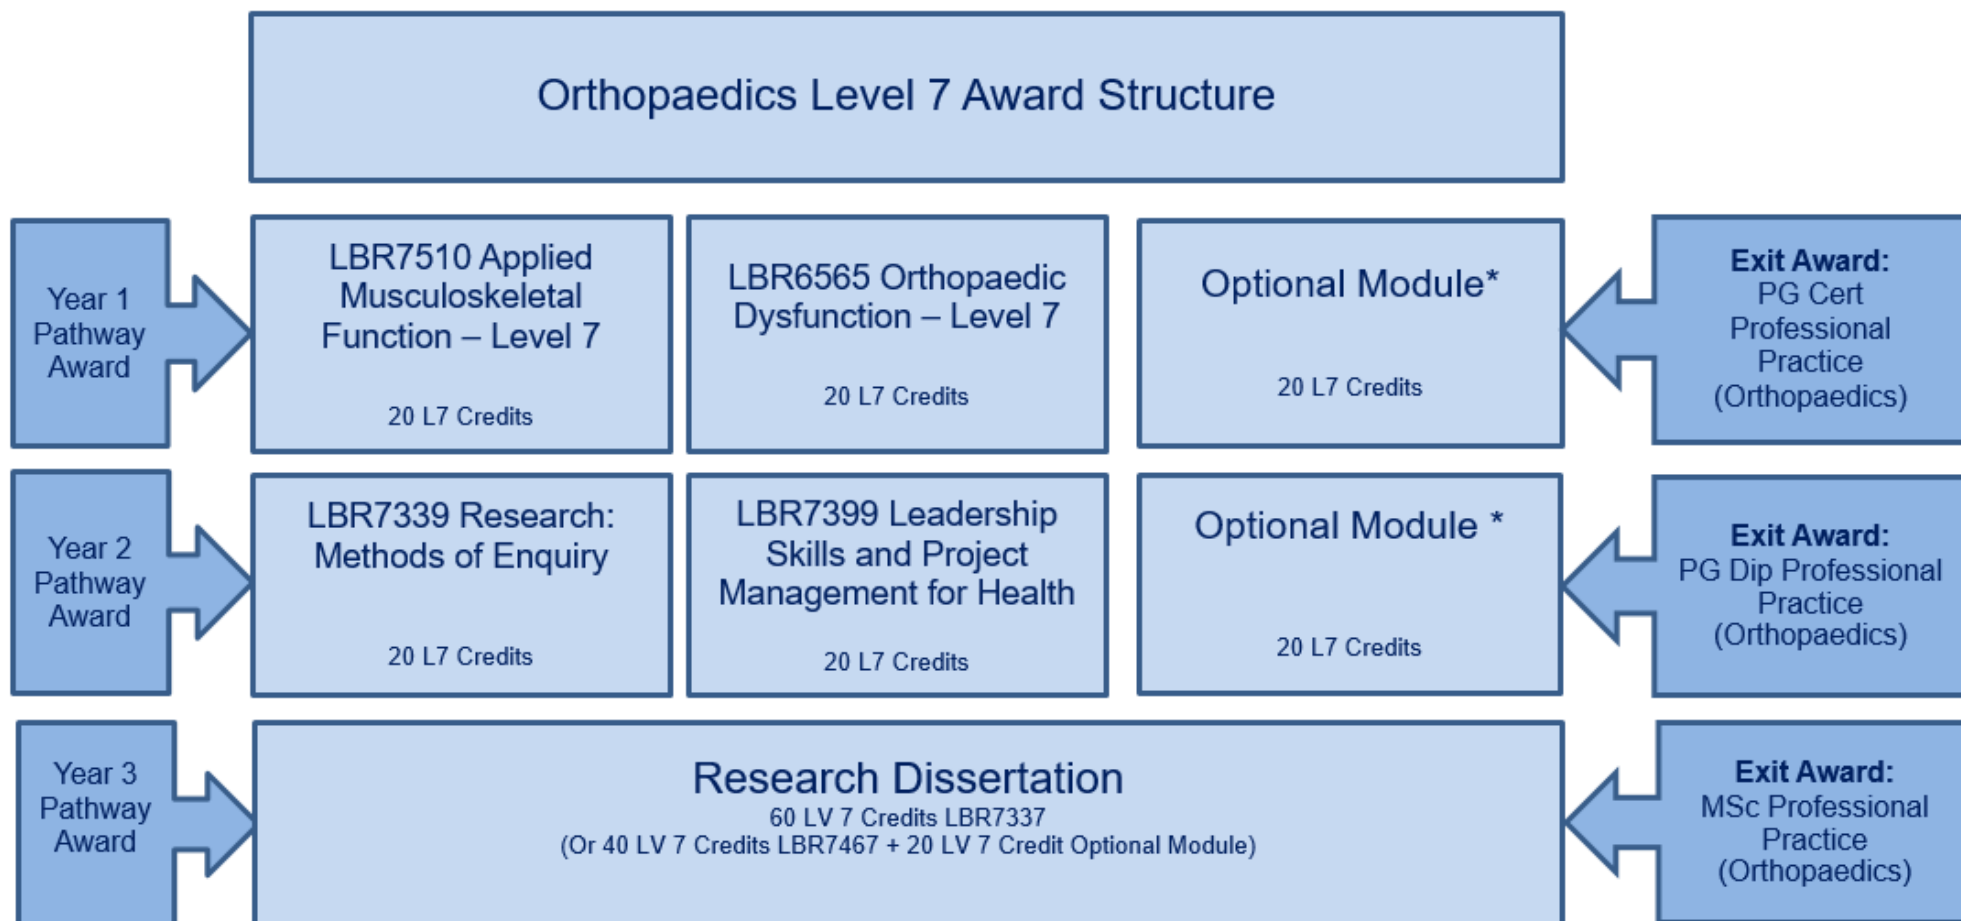 Orthopaedics Level 7 Award Structure
Year 1
Pathway
Award
LBR7510 Applied
Musculoskeletal
Function – Level 7
20 L7 Credits
LBR6565 Orthopaedic
Dysfunction – Level 7
20 L7 Credits
Optional Module*
20 L7 Credits
Exit Award:
PG Cert
Professional
Practice
(Orthopaedics)
Year 2
Pathway
Award
LBR7339 Research:
Methods of Enquiry
20 L7 Credits
LBR7399 Leadership
Skills and Project
Management for Health
20 L7 Credits
Optional Module *
20 L7 Credits
Exit Award:
PG Dip Professional
Practice
(Orthopaedics)
Year 3
Pathway
Award
Research Dissertation
60 LV 7 Credits LBR7337
(Or 40 LV 7 Credits LBR7467 + 20 LV 7 Credit Optional Module)
Exit Award:
MSc Professional
Practice
(Orthopaedics)